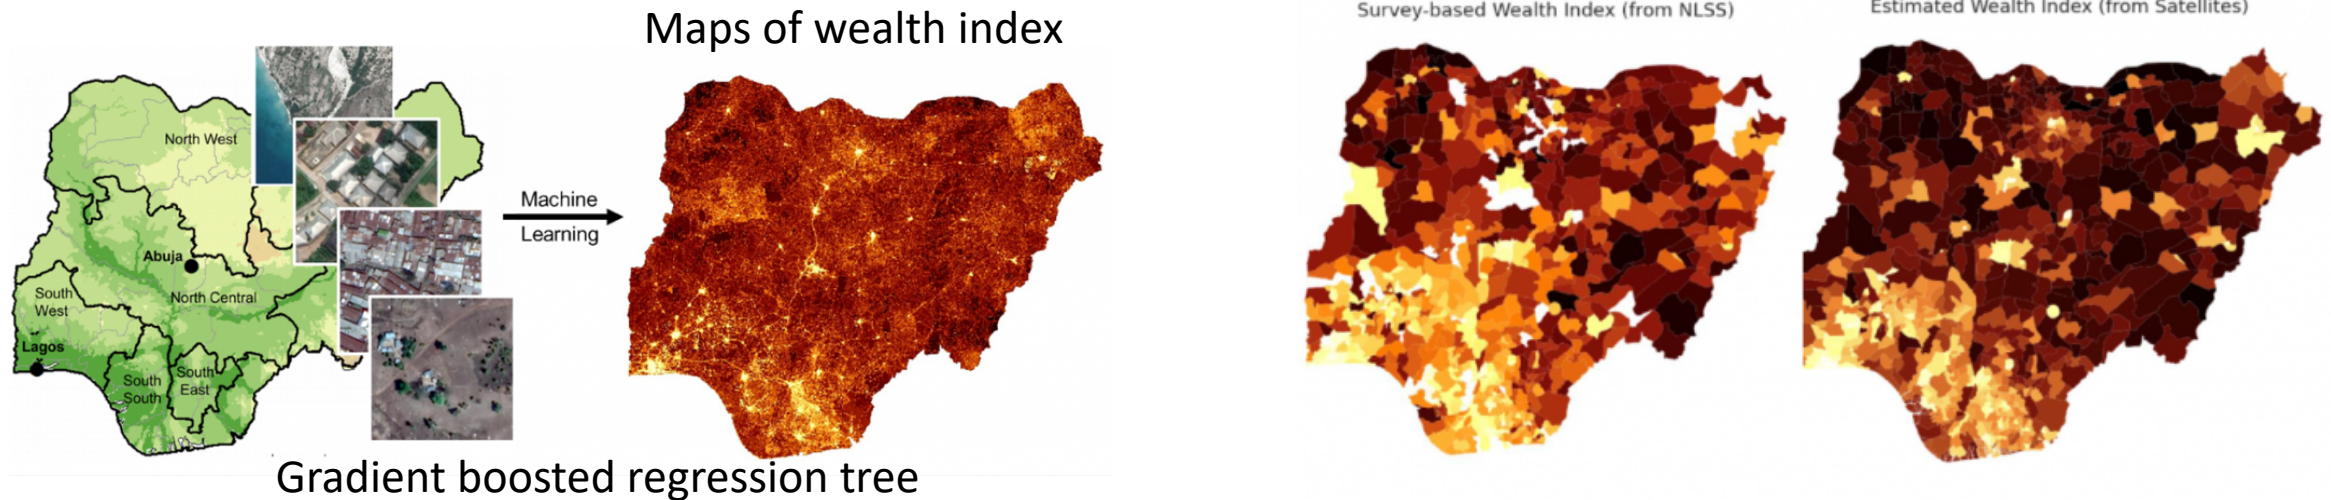 Maps of wealth index
Survey-based Wealth Index (from NLSS)
Estimated Wealth Index (from Satellites)
North West
Abuja
North Central
South
West
Lagos
South
South
South
East
Machine
Learning
Gradient boosted regression tree